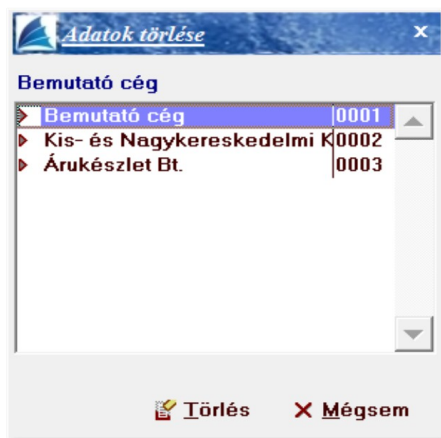 Adatok törlése
Bemutató cég
Bemutató cég 0001
Kis- és Nagykereskedelmi K 0002
Árukészlet Bt. 0003
Törlés Mégsem